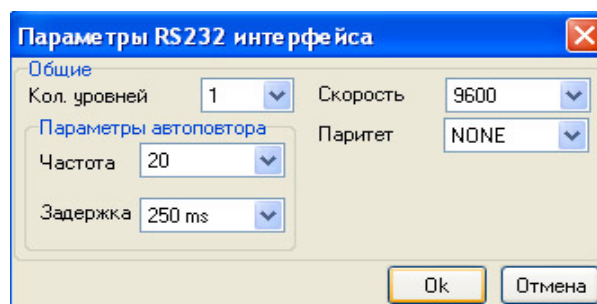 Параметры RS232 интерфейса
Общие
Кол. уровней 1 Скорость 9600
Параметры автоповтора Паритет NONE
Частота 20
Задержка 250 ms
Ok Отмена